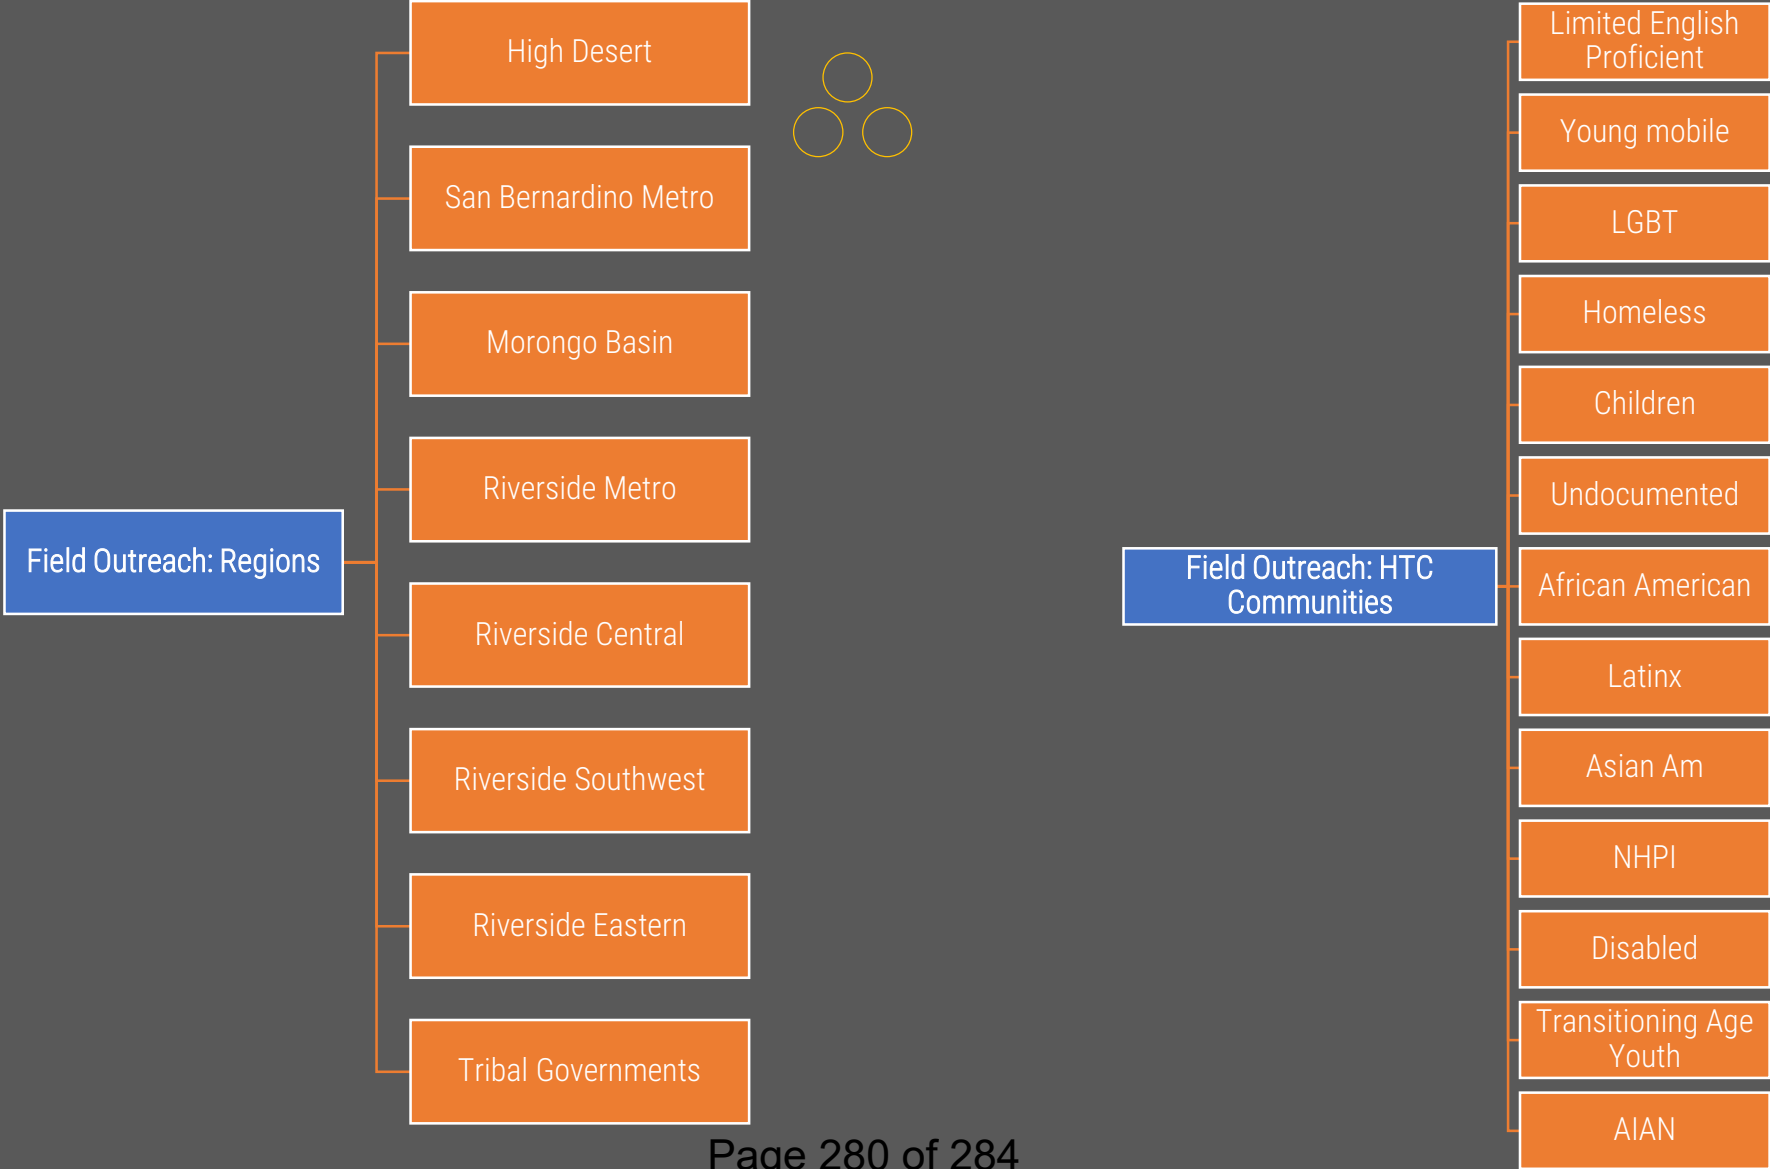 Field Outreach: Regions
High Desert
San Bernardino Metro
Morongo Basin
Riverside Metro
Riverside Central
Riverside Southwest
Riverside Eastern
Tribal Governments
Field Outreach: HTC
Communities
Limited English
Proficient
Young mobile
LGBT
Homeless
Children
Undocumented
African American
Latinx
Asian Am
NHPI
Disabled
Transitioning Age
Youth
AIAN
Page 280 of 284